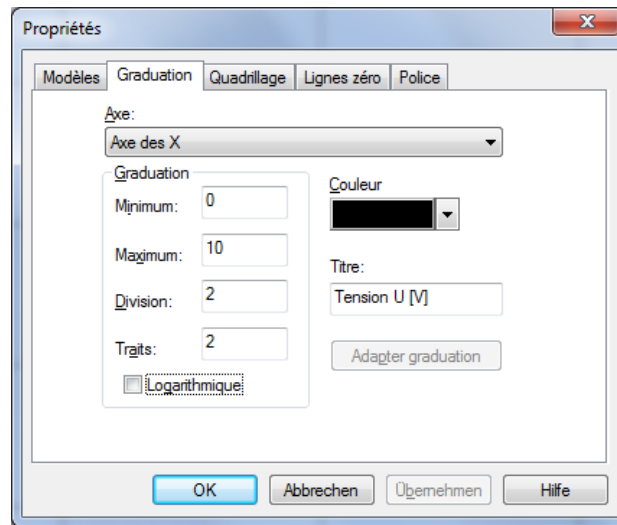 Propriétés
x
Modèles Graduation Quadrillage Lignes zéro Police
Axe:
Axe des X
Graduation
Minimum: 0
Maximum: 10
Division: 2
Traits: 2
Logarithmique
Couleur
Titre:
Tension U [V]
Adapter graduation
OK Abbrechen Übernehmen Hilfe